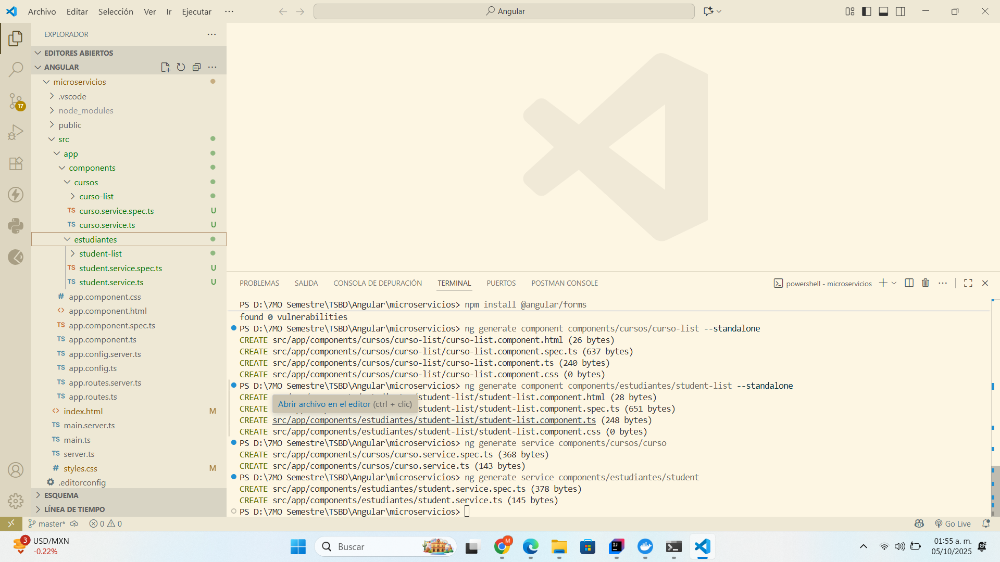 Archivo Editar Selección Ver Ir Ejecutar ···
Angular
EXPLORADOR
EDITORES ABIERTOS
ANGULAR
microservicios
.vscode
node_modules
public
src
app
components
cursos
curso-list
TS curso.service.spec.ts U
TS curso.service.ts U
estudiantes
student-list
TS student.service.spec.ts U
TS student.service.ts U
# app.component.css
<> app.component.html
TS app.component.spec.ts
TS app.component.ts
TS app.config.server.ts
TS app.config.ts
TS app.routes.server.ts
TS app.routes.ts
<> index.html M
TS main.server.ts
TS main.ts
TS server.ts
# styles.css M
.editorconfig
ESQUEMA
LÍNEA DE TIEMPO
17
PROBLEMAS SALIDA CONSOLA DE DEPURACIÓN TERMINAL PUERTOS POSTMAN CONSOLE
powershell - microservicios
PS D:\7MO Semestre\TSBD\Angular\microservicios> npm install @angular/forms
found 0 vulnerabilities
PS D:\7MO Semestre\TSBD\Angular\microservicios> ng generate component components/cursos/curso-list --standalone
CREATE src/app/components/cursos/curso-list/curso-list.component.html (26 bytes)
CREATE src/app/components/cursos/curso-list/curso-list.component.spec.ts (637 bytes)
CREATE src/app/components/cursos/curso-list/curso-list.component.ts (240 bytes)
CREATE src/app/components/cursos/curso-list/curso-list.component.css (0 bytes)
PS D:\7MO Semestre\TSBD\Angular\microservicios> ng generate component components/estudiantes/student-list --standalone
CREATE student-list/student-list.component.html (28 bytes)
Abrir archivo en el editor (ctrl + clic)
CREATE student-list/student-list.component.spec.ts (651 bytes)
CREATE src/app/components/estudiantes/student-list/student-list.component.ts (248 bytes)
CREATE src/app/components/estudiantes/student-list/student-list.component.css (0 bytes)
PS D:\7MO Semestre\TSBD\Angular\microservicios> ng generate service components/cursos/curso
CREATE src/app/components/cursos/curso.service.spec.ts (368 bytes)
CREATE src/app/components/cursos/curso.service.ts (143 bytes)
PS D:\7MO Semestre\TSBD\Angular\microservicios> ng generate service components/estudiantes/student
CREATE src/app/components/estudiantes/student.service.spec.ts (378 bytes)
CREATE src/app/components/estudiantes/student.service.ts (145 bytes)
PS D:\7MO Semestre\TSBD\Angular\microservicios>
master* 0 0
Go Live
3
USD/MXN
-0.22%
Buscar
M
IJ
01:55 a. m.
05/10/2025